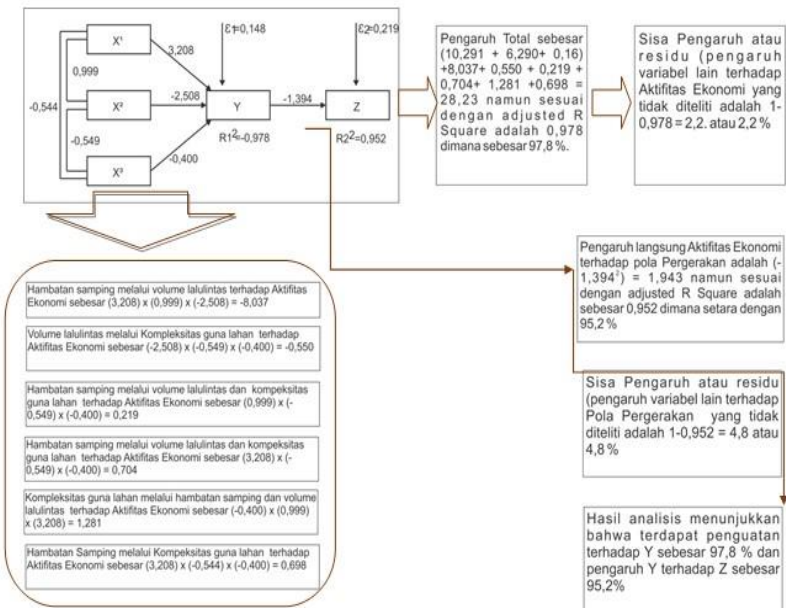 ε1=0,148
ε2=0,219
X¹
3,208
0,999
-0,544
X²
-2,508
Y
-1,394
Z
-0,549
-0,400
R1²=-0,978
R2²=0,952
X³
Pengaruh Total sebesar
(10,291 + 6,290+ 0,16)
+8,037+ 0,550 + 0,219 +
0,704+ 1,281 +0,698 =
28,23 namun sesuai
dengan adjusted R
Square adalah 0,978
dimana sebesar 97,8%.
Sisa Pengaruh atau
residu (pengaruh
variabel lain terhadap
Aktifitas Ekonomi yang
tidak diteliti adalah 1-
0,978 = 2,2. atau 2,2 %
Hambatan samping melalui volume lalulintas terhadap Aktifitas
Ekonomi sebesar (3,208) x (0,999) x (-2,508) = -8,037
Volume lalulintas melalui Kompleksitas guna lahan terhadap
Aktifitas Ekonomi sebesar (-2,508) x (-0,549) x (-0,400) = -0,550
Hambatan samping melalui volume lalulintas dan kompeksitas
guna lahan terhadap Aktifitas Ekonomi sebesar (0,999) x (-
0,549) x (-0,400) = 0,219
Hambatan samping melalui volume lalulintas dan kompeksitas
guna lahan terhadap Aktifitas Ekonomi sebesar (3,208) x (-
0,549) x (-0,400) = 0,704
Kompleksitas guna lahan melalui hambatan samping dan volume
lalulintas terhadap Aktifitas Ekonomi sebesar (-0,400) x (0,999)
x (3,208) = 1,281
Hambatan Samping melalui Kompeksitas guna lahan terhadap
Aktifitas Ekonomi sebesar (3,208) x (-0,544) x (-0,400) = 0,698
Pengaruh langsung Aktifitas Ekonomi
terhadap pola Pergerakan adalah (-
1,394²) = 1,943 namun sesuai
dengan adjusted R Square adalah
sebesar 0,952 dimana setara dengan
95,2 %
Sisa Pengaruh atau residu
(pengaruh variabel lain terhadap
Pola Pergerakan yang tidak
diteliti adalah 1-0,952 = 4,8 atau
4,8 %
Hasil analisis menunjukkan
bahwa terdapat penguatan
terhadap Y sebesar 97,8 % dan
pengaruh Y terhadap Z sebesar
95,2%